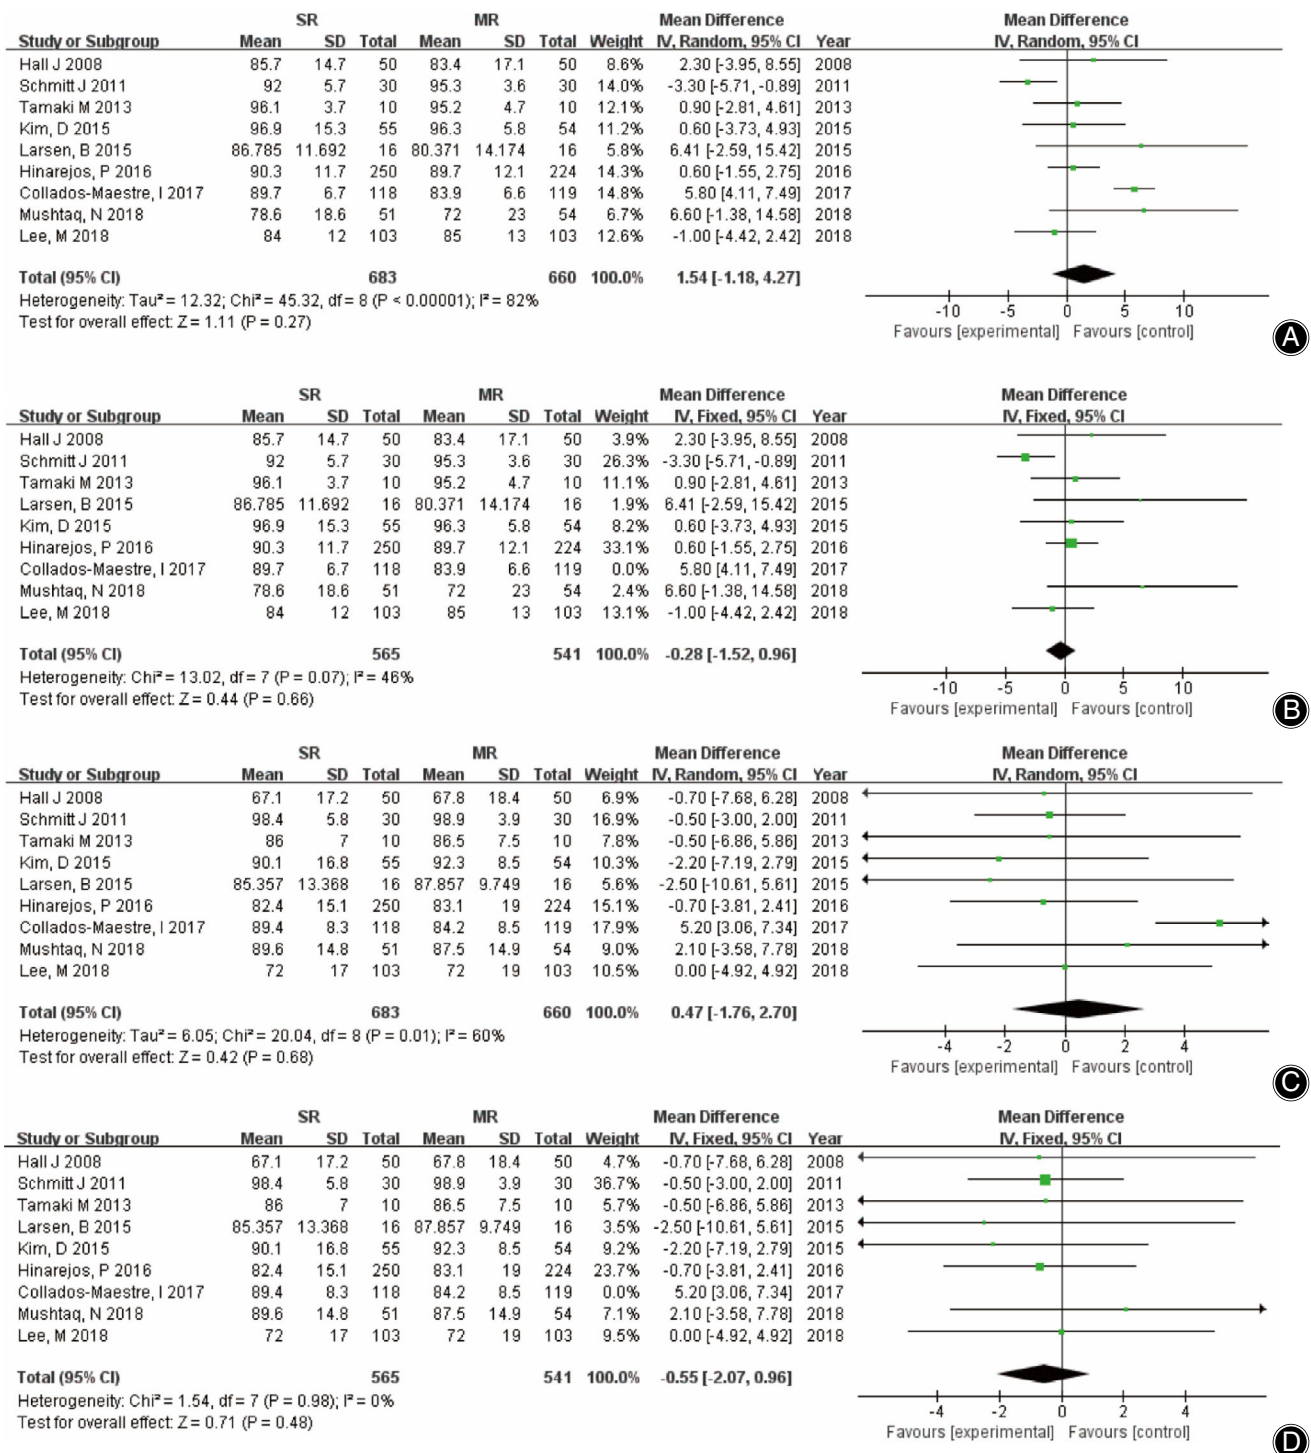 SR MR Mean Difference Mean Difference
Study or Subgroup Mean SD Total Mean SD Total Weight IV, Random, 95% CI Year IV, Random, 95% CI
Hall J 2008 85.7 14.7 50 83.4 17.1 50 8.6% 2.30 [-3.95, 8.55] 2008
Schmitt J 2011 92 5.7 30 95.3 3.6 30 14.0% -3.30 [-5.71, -0.89] 2011
Tamaki M 2013 96.1 3.7 10 95.2 4.7 10 12.1% 0.90 [-2.81, 4.61] 2013
Kim, D 2015 96.9 15.3 55 96.3 5.8 54 11.2% 0.60 [-3.73, 4.93] 2015
Larsen, B 2015 86.785 11.692 16 80.371 14.174 16 5.8% 6.41 [-2.59, 15.42] 2015
Hinarejos, P 2016 90.3 11.7 250 89.7 12.1 224 14.3% 0.60 [-1.55, 2.75] 2016
Collados-Maestre, I 2017 89.7 6.7 118 83.9 6.6 119 14.8% 5.80 [4.11, 7.49] 2017
Mushtaq, N 2018 78.6 18.6 51 72 23 54 6.7% 6.60 [-1.38, 14.58] 2018
Lee, M 2018 84 12 103 85 13 103 12.6% -1.00 [-4.42, 2.42] 2018
Total (95% CI) 683 660 100.0% 1.54 [-1.18, 4.27]
Heterogeneity: Tau² = 12.32; Chi² = 45.32, df = 8 (P < 0.00001); I² = 82%
Test for overall effect: Z = 1.11 (P = 0.27)
-10 -5 0 5 10
Favours [experimental] Favours [control]
A
SR MR Mean Difference Mean Difference
Study or Subgroup Mean SD Total Mean SD Total Weight IV, Fixed, 95% CI Year IV, Fixed, 95% CI
Hall J 2008 85.7 14.7 50 83.4 17.1 50 3.9% 2.30 [-3.95, 8.55] 2008
Schmitt J 2011 92 5.7 30 95.3 3.6 30 26.3% -3.30 [-5.71, -0.89] 2011
Tamaki M 2013 96.1 3.7 10 95.2 4.7 10 11.1% 0.90 [-2.81, 4.61] 2013
Larsen, B 2015 86.785 11.692 16 80.371 14.174 16 1.9% 6.41 [-2.59, 15.42] 2015
Kim, D 2015 96.9 15.3 55 96.3 5.8 54 8.2% 0.60 [-3.73, 4.93] 2015
Hinarejos, P 2016 90.3 11.7 250 89.7 12.1 224 33.1% 0.60 [-1.55, 2.75] 2016
Collados-Maestre, I 2017 89.7 6.7 118 83.9 6.6 119 0.0% 5.80 [4.11, 7.49] 2017
Mushtaq, N 2018 78.6 18.6 51 72 23 54 2.4% 6.60 [-1.38, 14.58] 2018
Lee, M 2018 84 12 103 85 13 103 13.1% -1.00 [-4.42, 2.42] 2018
Total (95% CI) 565 541 100.0% -0.28 [-1.52, 0.96]
Heterogeneity: Chi² = 13.02, df = 7 (P = 0.07); I² = 46%
Test for overall effect: Z = 0.44 (P = 0.66)
-10 -5 0 5 10
Favours [experimental] Favours [control]
B
SR MR Mean Difference Mean Difference
Study or Subgroup Mean SD Total Mean SD Total Weight IV, Random, 95% CI Year IV, Random, 95% CI
Hall J 2008 67.1 17.2 50 67.8 18.4 50 6.9% -0.70 [-7.68, 6.28] 2008
Schmitt J 2011 98.4 5.8 30 98.9 3.9 30 16.9% -0.50 [-3.00, 2.00] 2011
Tamaki M 2013 86 7 10 86.5 7.5 10 7.8% -0.50 [-6.86, 5.86] 2013
Kim, D 2015 90.1 16.8 55 92.3 8.5 54 10.3% -2.20 [-7.19, 2.79] 2015
Larsen, B 2015 85.357 13.368 16 87.857 9.749 16 5.6% -2.50 [-10.61, 5.61] 2015
Hinarejos, P 2016 82.4 15.1 250 83.1 19 224 15.1% -0.70 [-3.81, 2.41] 2016
Collados-Maestre, I 2017 89.4 8.3 118 84.2 8.5 119 17.9% 5.20 [3.06, 7.34] 2017
Mushtaq, N 2018 89.6 14.8 51 87.5 14.9 54 9.0% 2.10 [-3.58, 7.78] 2018
Lee, M 2018 72 17 103 72 19 103 10.5% 0.00 [-4.92, 4.92] 2018
Total (95% CI) 683 660 100.0% 0.47 [-1.76, 2.70]
Heterogeneity: Tau² = 6.05; Chi² = 20.04, df = 8 (P = 0.01); I² = 60%
Test for overall effect: Z = 0.42 (P = 0.68)
-4 -2 0 2 4
Favours [experimental] Favours [control]
C
SR MR Mean Difference Mean Difference
Study or Subgroup Mean SD Total Mean SD Total Weight IV, Fixed, 95% CI Year IV, Fixed, 95% CI
Hall J 2008 67.1 17.2 50 67.8 18.4 50 4.7% -0.70 [-7.68, 6.28] 2008
Schmitt J 2011 98.4 5.8 30 98.9 3.9 30 36.7% -0.50 [-3.00, 2.00] 2011
Tamaki M 2013 86 7 10 86.5 7.5 10 5.7% -0.50 [-6.86, 5.86] 2013
Larsen, B 2015 85.357 13.368 16 87.857 9.749 16 3.5% -2.50 [-10.61, 5.61] 2015
Kim, D 2015 90.1 16.8 55 92.3 8.5 54 9.2% -2.20 [-7.19, 2.79] 2015
Hinarejos, P 2016 82.4 15.1 250 83.1 19 224 23.7% -0.70 [-3.81, 2.41] 2016
Collados-Maestre, I 2017 89.4 8.3 118 84.2 8.5 119 0.0% 5.20 [3.06, 7.34] 2017
Mushtaq, N 2018 89.6 14.8 51 87.5 14.9 54 7.1% 2.10 [-3.58, 7.78] 2018
Lee, M 2018 72 17 103 72 19 103 9.5% 0.00 [-4.92, 4.92] 2018
Total (95% CI) 565 541 100.0% -0.55 [-2.07, 0.96]
Heterogeneity: Chi² = 1.54, df = 7 (P = 0.98); I² = 0%
Test for overall effect: Z = 0.71 (P = 0.48)
-4 -2 0 2 4
Favours [experimental] Favours [control]
D